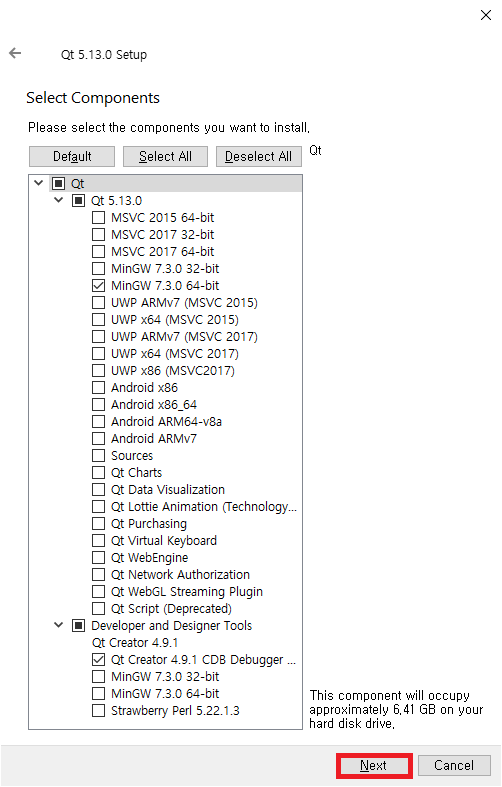 Qt 5.13.0 Setup
Select Components
Please select the components you want to install.
Default Select All Deselect All Qt
Qt
Qt 5.13.0
MSVC 2015 64-bit
MSVC 2017 32-bit
MSVC 2017 64-bit
MinGW 7.3.0 32-bit
MinGW 7.3.0 64-bit
UWP ARMv7 (MSVC 2015)
UWP x64 (MSVC 2015)
UWP ARMv7 (MSVC 2017)
UWP x64 (MSVC 2017)
UWP x86 (MSVC2017)
Android x86
Android x86_64
Android ARM64-v8a
Android ARMv7
Sources
Qt Charts
Qt Data Visualization
Qt Lottie Animation (Technology...
Qt Purchasing
Qt Virtual Keyboard
Qt WebEngine
Qt Network Authorization
Qt WebGL Streaming Plugin
Qt Script (Deprecated)
Developer and Designer Tools
Qt Creator 4.9.1
Qt Creator 4.9.1 CDB Debugger ...
MinGW 7.3.0 32-bit
MinGW 7.3.0 64-bit
Strawberry Perl 5.22.1.3
This component will occupy
approximately 6.41 GB on your
hard disk drive.
Next Cancel